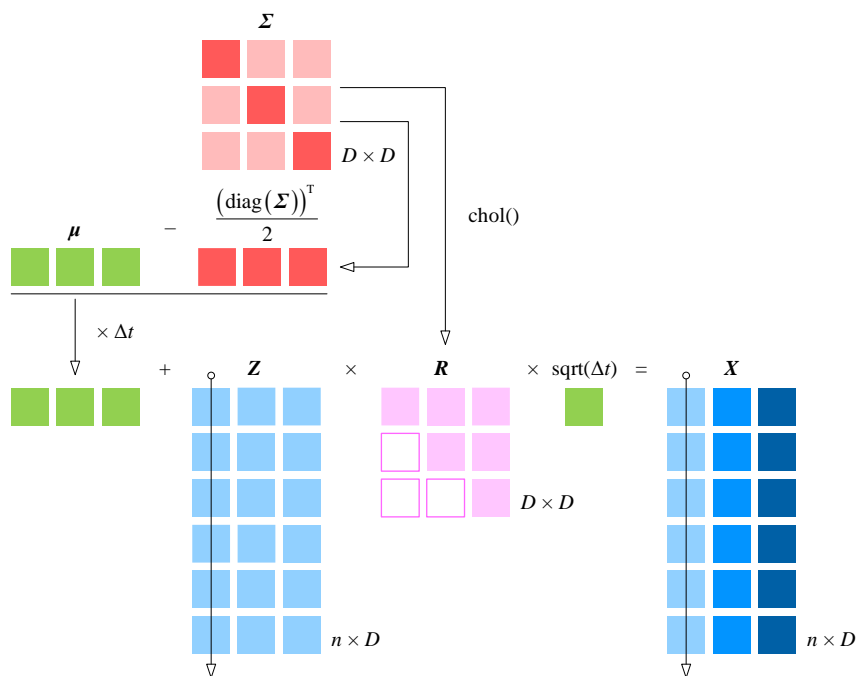 Σ
D × D
(diag(Σ))ᵀ
μ − 2
chol()
× Δt
+ Z × R × sqrt(Δt) = X
D × D
n × D
n × D